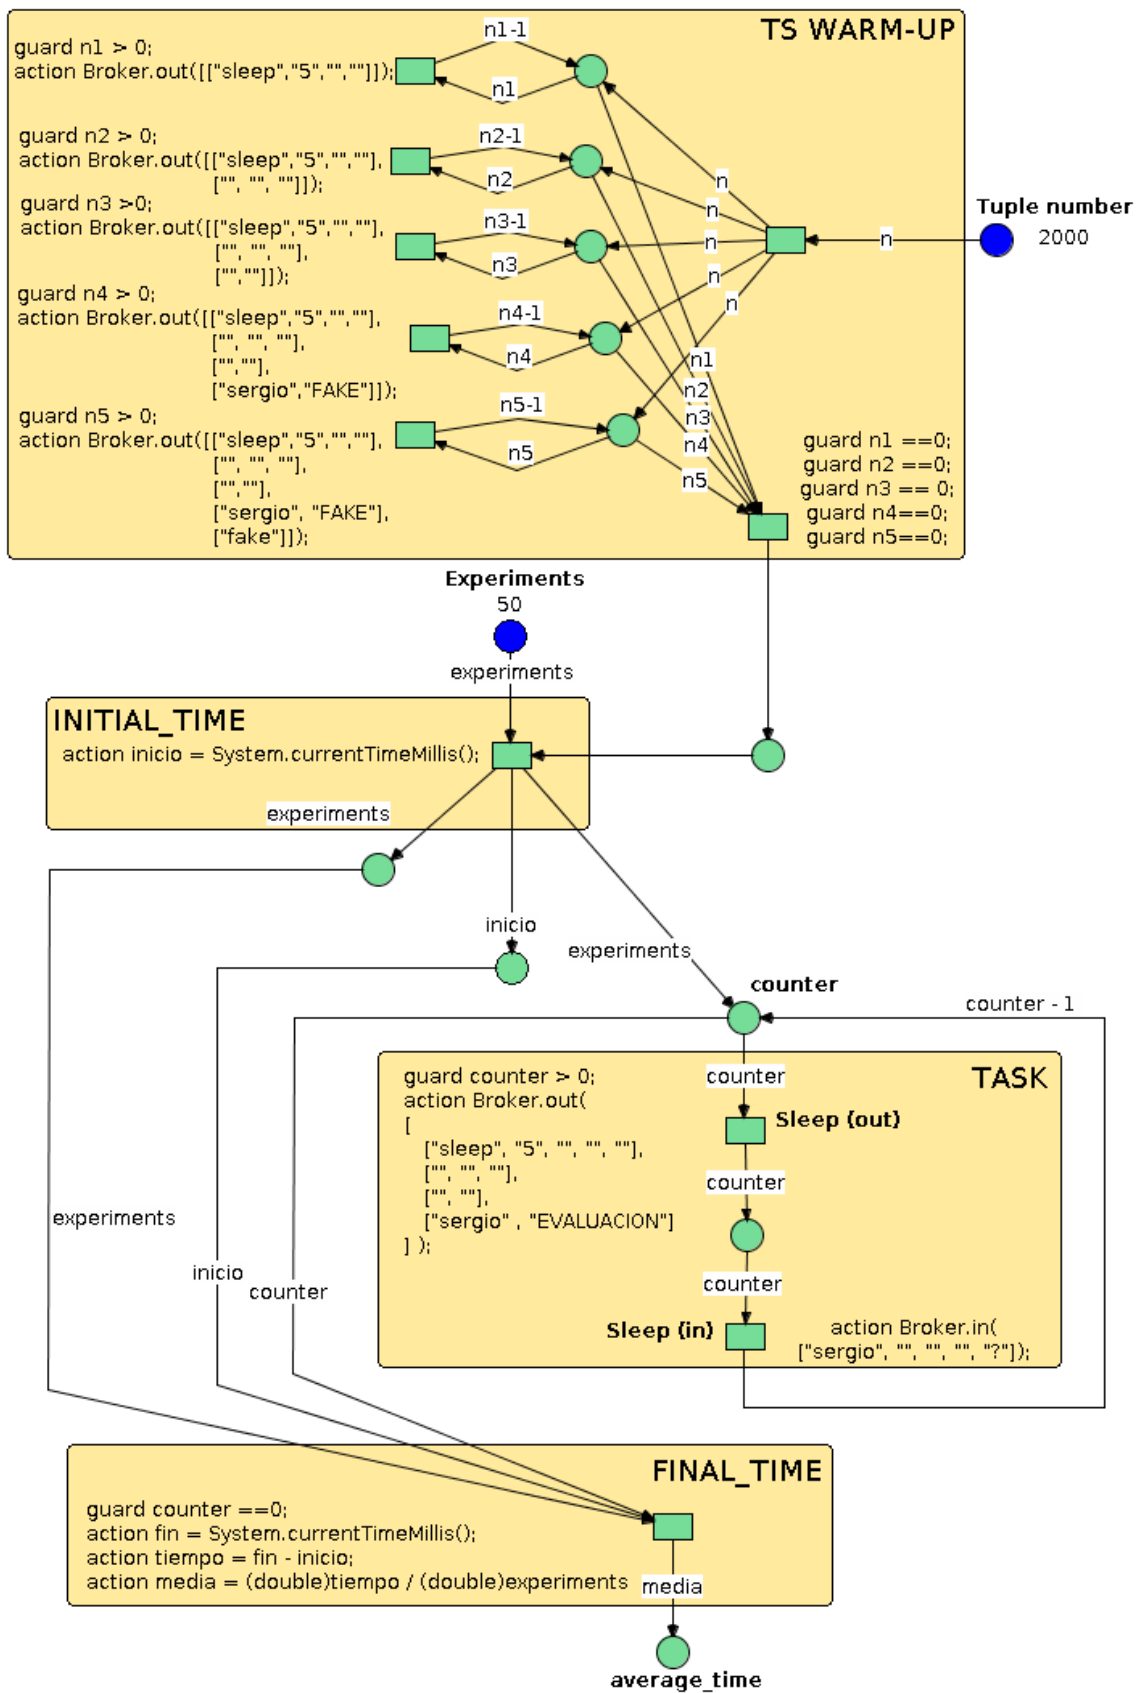 TS WARM-UP
guard n1 > 0;
action Broker.out([["sleep","5","",""]]);
n1-1
n1
guard n2 > 0;
action Broker.out([["sleep","5","",""],
["", "", ""]]);
n2-1
n2
guard n3 >0;
action Broker.out([["sleep","5","",""],
["", "", ""],
["",""]]);
n3-1
n3
guard n4 > 0;
action Broker.out([["sleep","5","",""],
["", "", ""],
["",""],
["sergio","FAKE"]]);
n4-1
n4
guard n5 > 0;
action Broker.out([["sleep","5","",""],
["", "", ""],
["",""],
["sergio", "FAKE"],
["fake"]]);
n5-1
n5
n
n
n
n
n
n
Tuple number
2000
n1
n2
n3
n4
n5
guard n1 ==0;
guard n2 ==0;
guard n3 == 0;
guard n4==0;
guard n5==0;
Experiments
50
experiments
INITIAL_TIME
action inicio = System.currentTimeMillis();
experiments
inicio
experiments
counter
counter - 1
TASK
guard counter > 0;
action Broker.out(
[
["sleep", "5", "", "", ""],
["", "", ""],
["", ""],
["sergio" , "EVALUACION"]
] );
counter
Sleep (out)
counter
counter
Sleep (in)
action Broker.in(
["sergio", "", "", "", "?"]);
experiments
inicio
counter
FINAL_TIME
guard counter ==0;
action fin = System.currentTimeMillis();
action tiempo = fin - inicio;
action media = (double)tiempo / (double)experiments
media
average_time